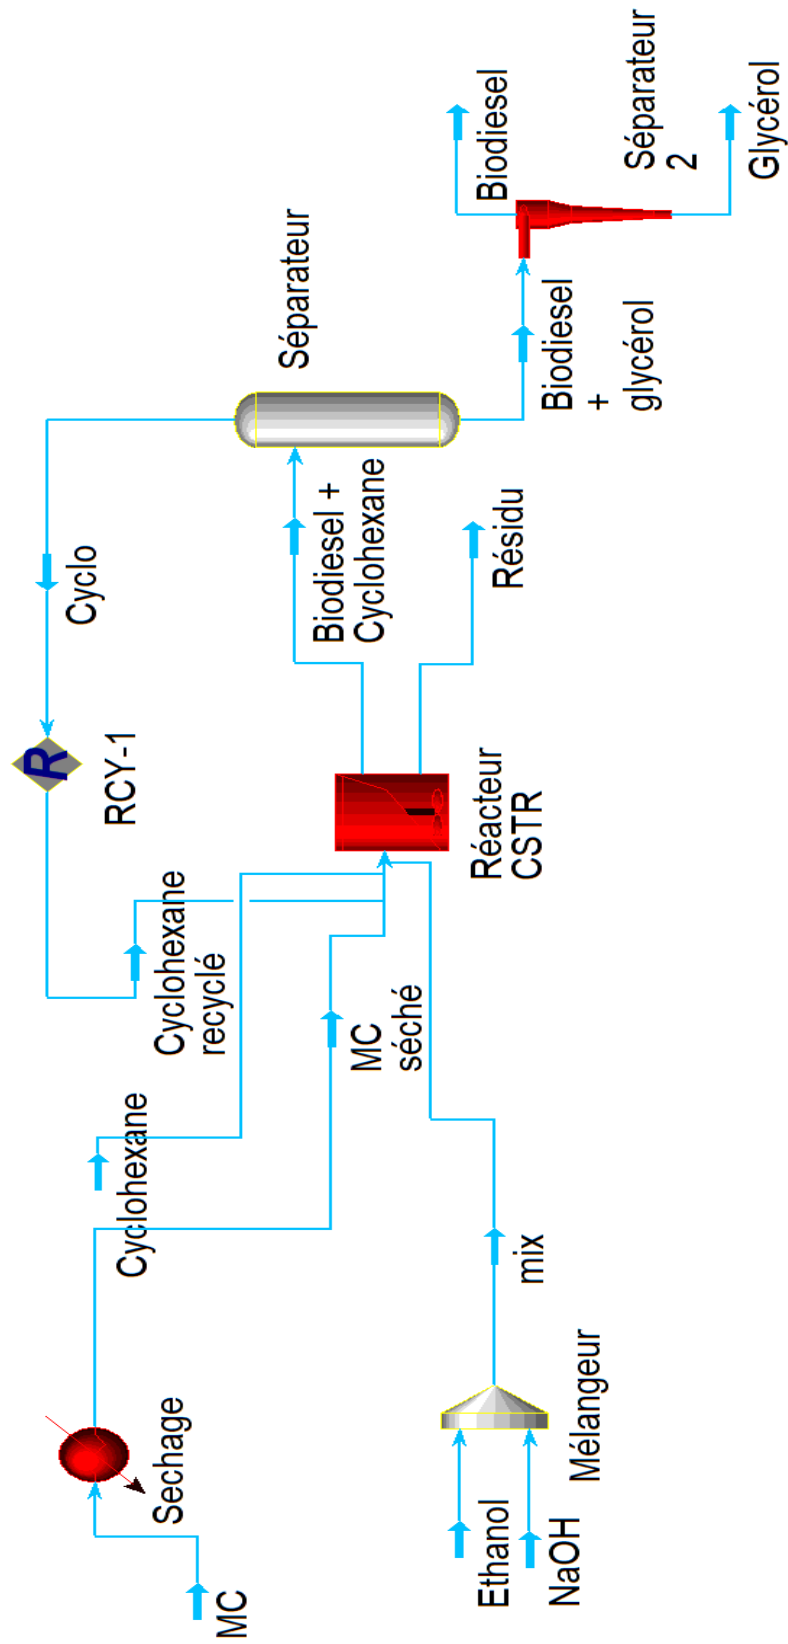 MC
Sechage
Cyclohexane
Cyclohexane
recyclé
RCY-1
R
Cyclo
Ethanol
NaOH
Mélangeur
mix
MC
séché
Réacteur
CSTR
Biodiesel +
Cyclohexane
Résidu
Séparateur
Biodiesel
+
glycérol
Biodiesel
Séparateur
2
Glycérol